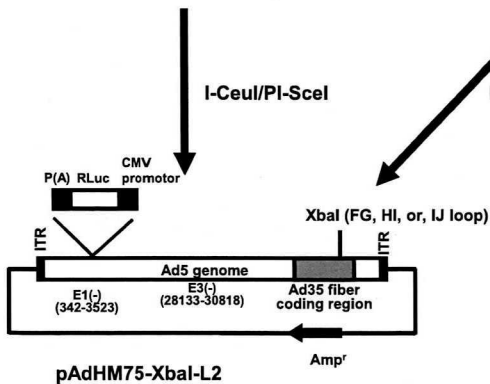 I-CeuI/PI-SceI
CMV
P(A) RLuc promotor
XbaI (FG, HI, or, IJ loop)
ITR
ITR
Ad5 genome
E1(-)
(342-3523)
E3(-)
(28133-30818)
Ad35 fiber
coding region
Ampʳ
pAdHM75-XbaI-L2